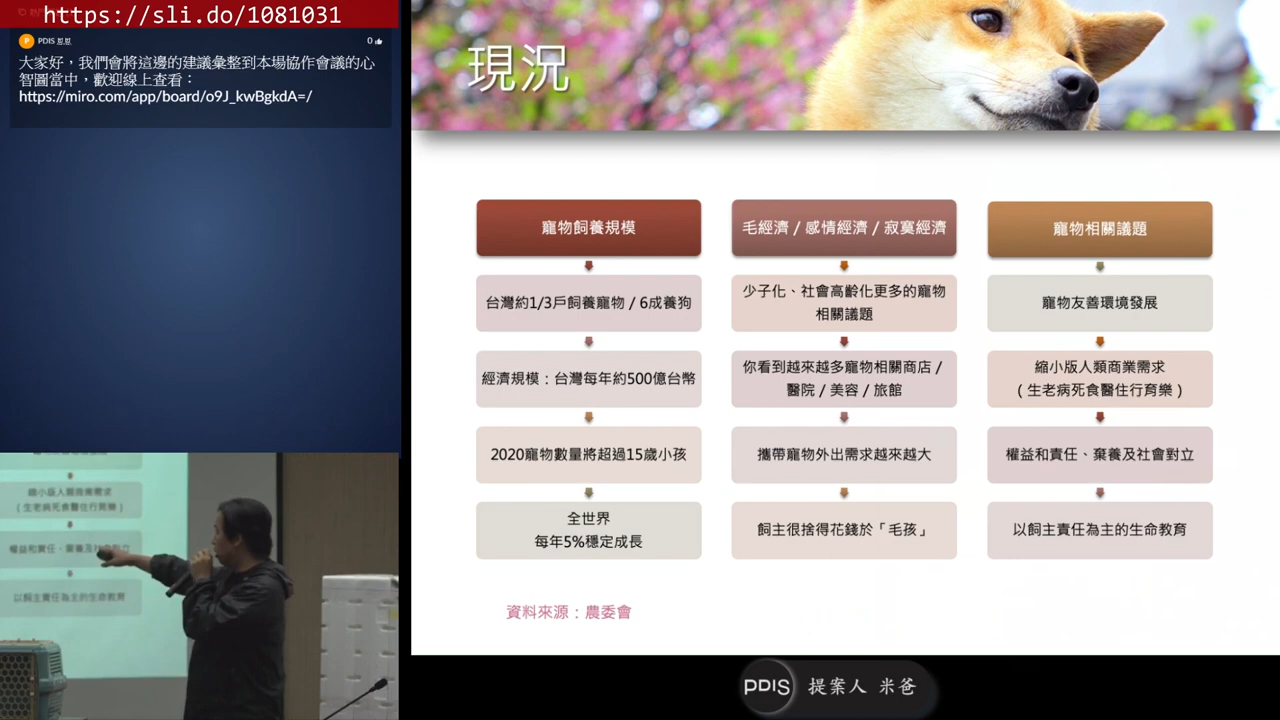 https://sli.do/1081031
P
PDIS 恩恩
0
大家好，我們會將這邊的建議彙整到本場協作會議的心
智圖當中，歡迎線上查看：
https://miro.com/app/board/o9J_kwBgkdA=/
現況
寵物飼養規模
台灣約1/3戶飼養寵物 / 6成養狗
經濟規模：台灣每年約500億台幣
2020寵物數量將超過15歲小孩
全世界
每年5%穩定成長
毛經濟 / 感情經濟 / 寂寞經濟
少子化、社會高齡化更多的寵物
相關議題
你看到越來越多寵物相關商店 /
醫院 / 美容 / 旅館
攜帶寵物外出需求越來越大
飼主很捨得花錢於「毛孩」
寵物相關議題
寵物友善環境發展
縮小版人類商業需求
（生老病死食醫住行育樂）
權益和責任、棄養及社會對立
以飼主責任為主的生命教育
資料來源：農委會
縮小版人類商業需求
（生老病死食醫住行育樂）
權益和責任、棄養及社會對立
以飼主責任為主的生命教育
PDIS 提案人 米爸